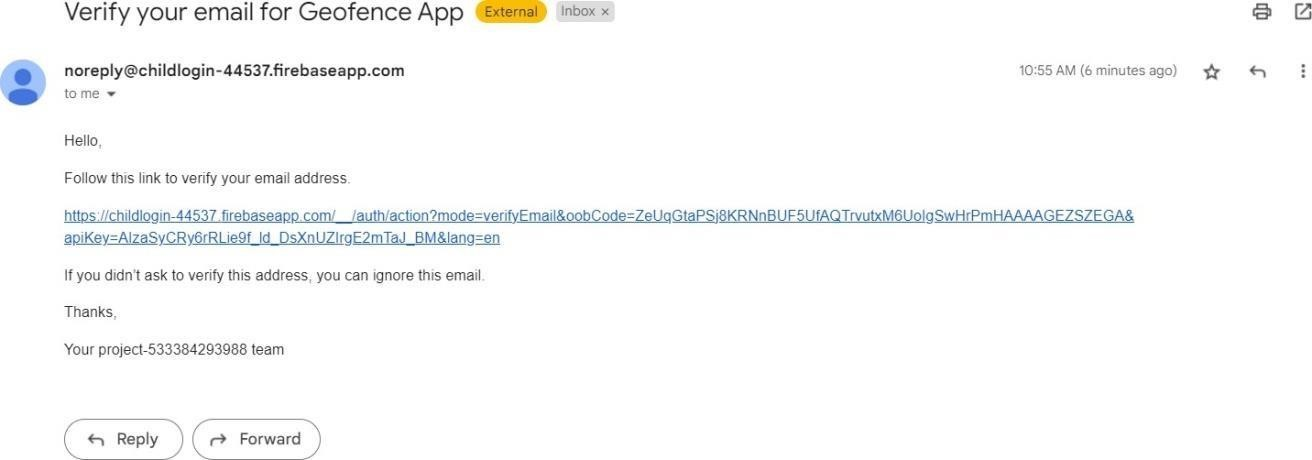 Verify your email for Geofence App External Inbox ×
noreply@childlogin-44537.firebaseapp.com 10:55 AM (6 minutes ago)
to me
Hello,
Follow this link to verify your email address.
https://childlogin-44537.firebaseapp.com/__/auth/action?mode=verifyEmail&oobCode=ZeUqGtaPSj8KRNnBUF5UfAQTrvutxM6UoIgSwHrPmHAAAAGEZSZEGA&
apiKey=AIzaSyCRy6rRLie9f_ld_DsXnUZIrgE2mTaJ_BM&lang=en
If you didn’t ask to verify this address, you can ignore this email.
Thanks,
Your project-533384293988 team
Reply Forward